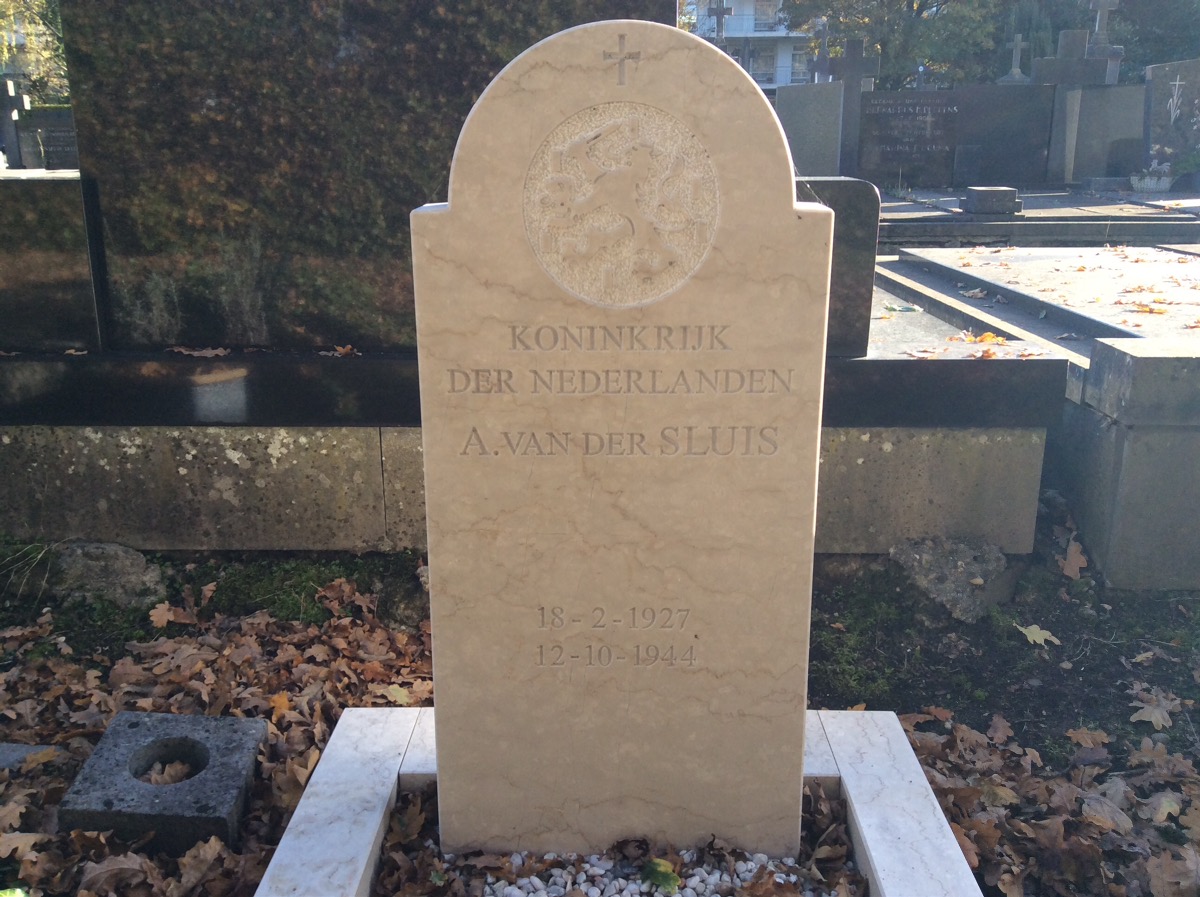 KONINKRIJK
DER NEDERLANDEN
A. VAN DER SLUIS
18-2-1927
12-10-1944